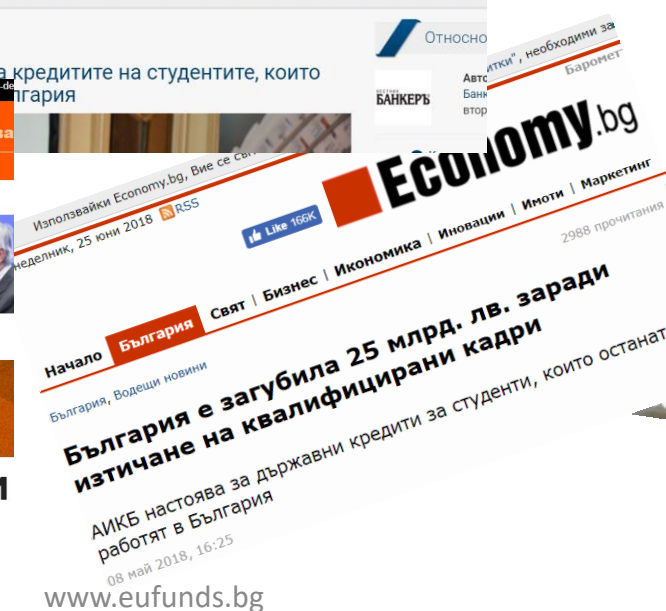 Относно
а кредитите на студентите, които
лгария
БАНКЕРЪ
Авто
Банк
втор
тки", необходими за
Баромет
Използвайки Economy.bg, Вие се съг
неделник, 25 юни 2018 RSS
Like 166K
Economy.bg
Начало България Свят | Бизнес | Икономика | Иновации | Имоти | Маркетинг
2988 прочитания
България, Водещи новини
България е загубила 25 млрд. лв. заради
изтичане на квалифицирани кадри
АИКБ настоява за държавни кредити за студенти, които останат
работят в България
08 май 2018, 16:25
www.eufunds.bg